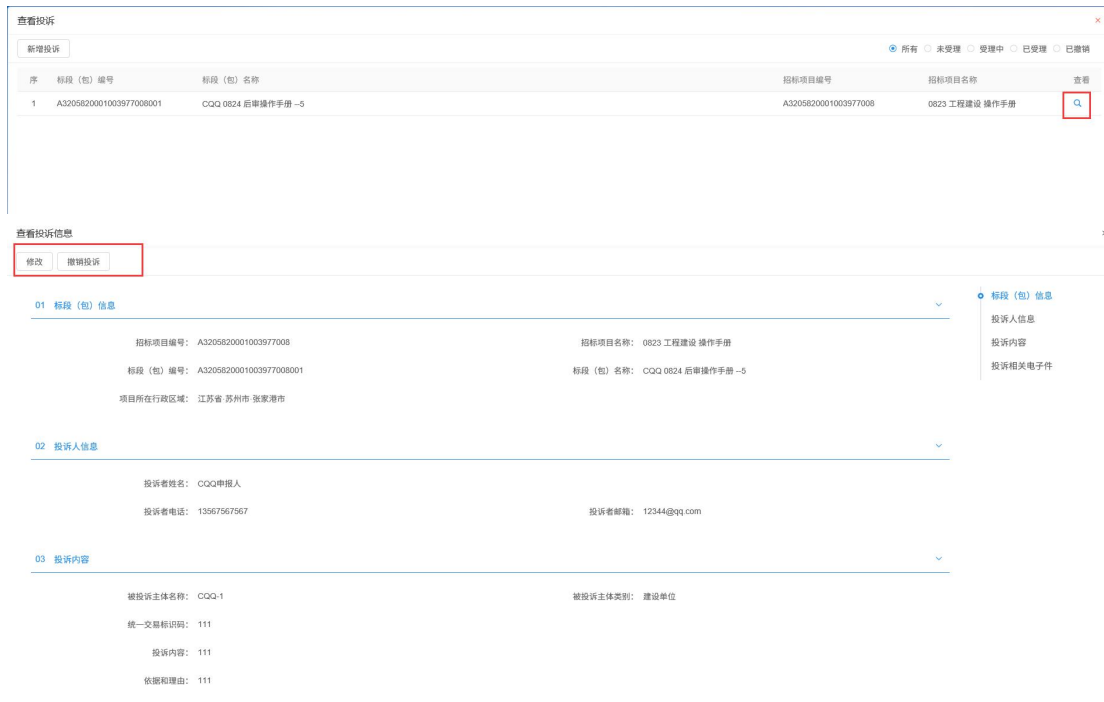 查看投诉
新增投诉 所有 未受理 受理中 已受理 已撤销
序 标段（包）编号 标段（包）名称 招标项目编号 招标项目名称 查看
1 A3205820001003977008001 CQQ 0824 后审操作手册 --5 A3205820001003977008 0823 工程建设 操作手册
查看投诉信息
修改 撤销投诉
01 标段（包）信息
标段（包）信息
投诉人信息
投诉内容
投诉相关电子件
招标项目编号： A3205820001003977008 招标项目名称： 0823 工程建设 操作手册
标段（包）编号： A3205820001003977008001 标段（包）名称： CQQ 0824 后审操作手册 --5
项目所在行政区域： 江苏省·苏州市·张家港市
02 投诉人信息
投诉者姓名： CQQ申报人
投诉者电话： 13567567567 投诉者邮箱： 12344@qq.com
03 投诉内容
被投诉主体名称： CQQ-1 被投诉主体类别： 建设单位
统一交易标识码： 111
投诉内容： 111
依据和理由： 111